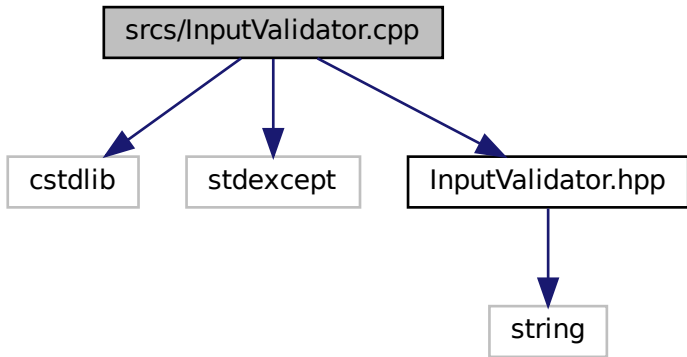 srcs/InputValidator.cpp
cstdlib
stdexcept
InputValidator.hpp
string